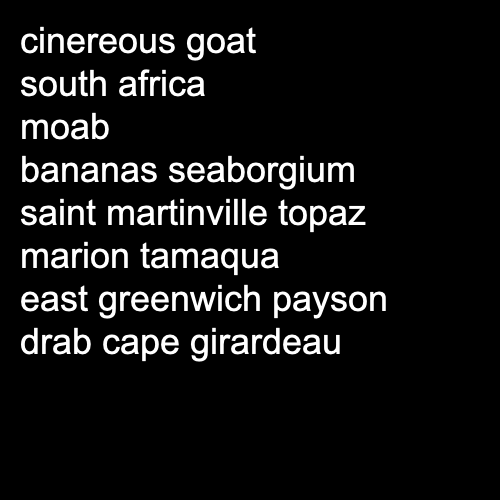 cinereous goat
south africa
moab
bananas seaborgium
saint martinville topaz
marion tamaqua
east greenwich payson
drab cape girardeau